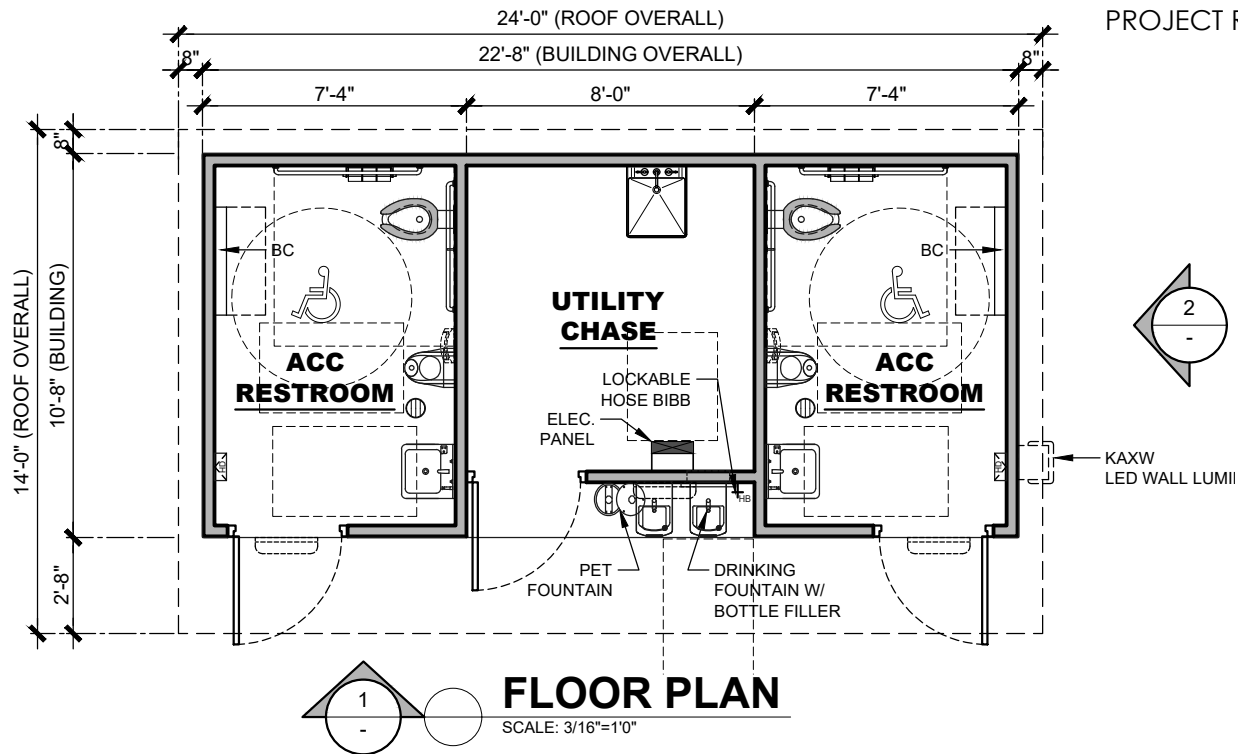 24'-0" (ROOF OVERALL)
PROJECT R
8"
22'-8" (BUILDING OVERALL)
8"
7'-4"
8'-0"
7'-4"
8"
14'-0" (ROOF OVERALL)
10'-8" (BUILDING)
2'-8"
BC
BC
UTILITY
CHASE
ACC
RESTROOM
ACC
RESTROOM
LOCKABLE
HOSE BIBB
ELEC.
PANEL
HD
HD
HB
2
-
KAXW
LED WALL LUMI
PET
FOUNTAIN
DRINKING
FOUNTAIN W/
BOTTLE FILLER
1
-
FLOOR PLAN
SCALE: 3/16"=1'0"